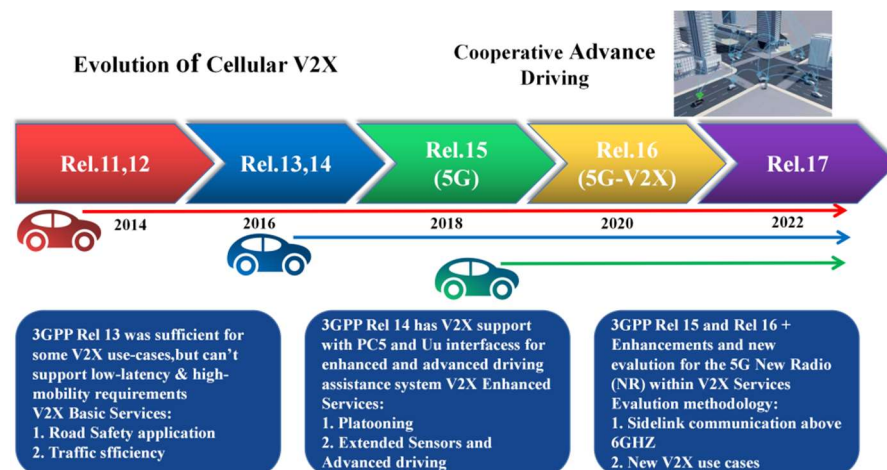 Evolution of Cellular V2X
Cooperative Advance
Driving
Rel.11,12
Rel.13,14
Rel.15
(5G)
Rel.16
(5G-V2X)
Rel.17
2014
2016
2018
2020
2022
3GPP Rel 13 was sufficient for
some V2X use-cases,but can't
support low-latency & high-
mobility requirements
V2X Basic Services:
1. Road Safety application
2. Traffic sfficiency
3GPP Rel 14 has V2X support
with PC5 and Uu interfacess for
enhanced and advanced driving
assistance system V2X Enhanced
Services:
1. Platooning
2. Extended Sensors and
Advanced driving
3GPP Rel 15 and Rel 16 +
Enhancements and new
evaluation for the 5G New Radio
(NR) within V2X Services
Evalution methodology:
1. Sidelink communication above
6GHZ
2. New V2X use cases